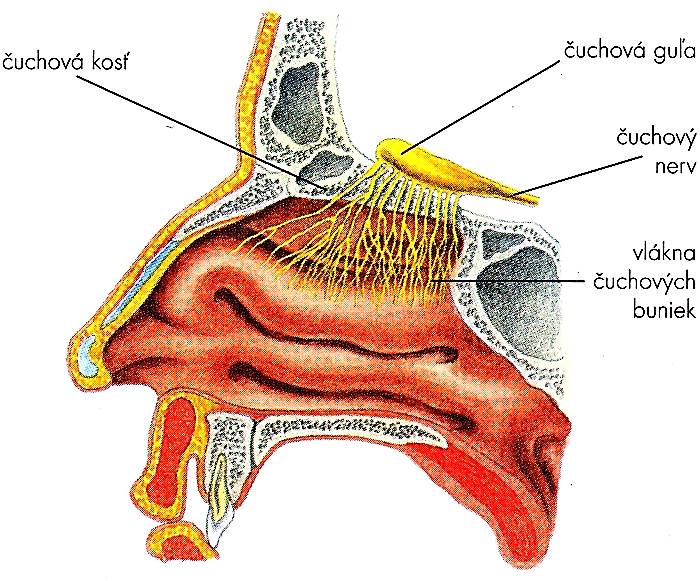 čuchová kosť
čuchová guľa
čuchový
nerv
vlákna
čuchových
buniek